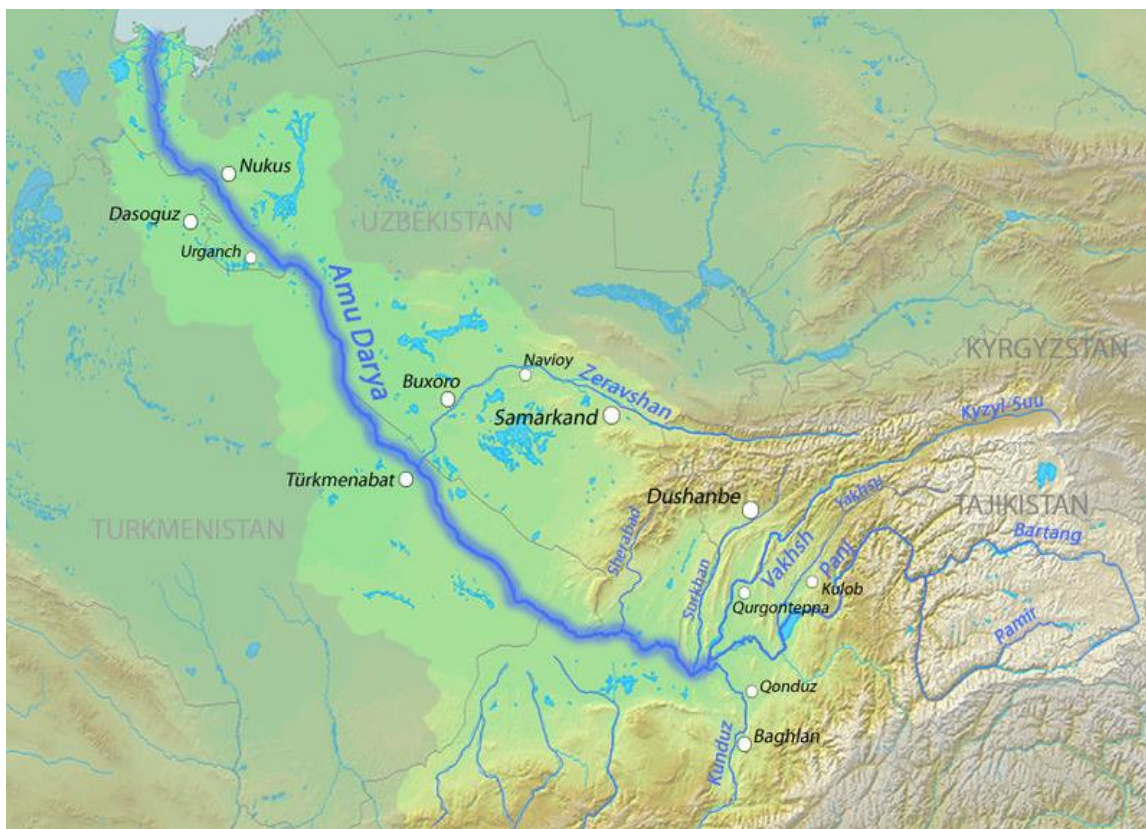 Nukus
Dasoguz
UZBEKISTAN
Urganch
Amu Darya
KYRGYZSTAN
Navioy
Zeravshan
Buxoro
Kyzyl-Suu
Samarkand
Türkmenabat
Dushanbe
Yakhsu
TAJIKISTAN
TURKMENISTAN
Bartang
Sherabad
Vakhsh
Panj
Surkhan
Kulob
Qurgonteppa
Pamir
Qonduz
Kunduz
Baghlan